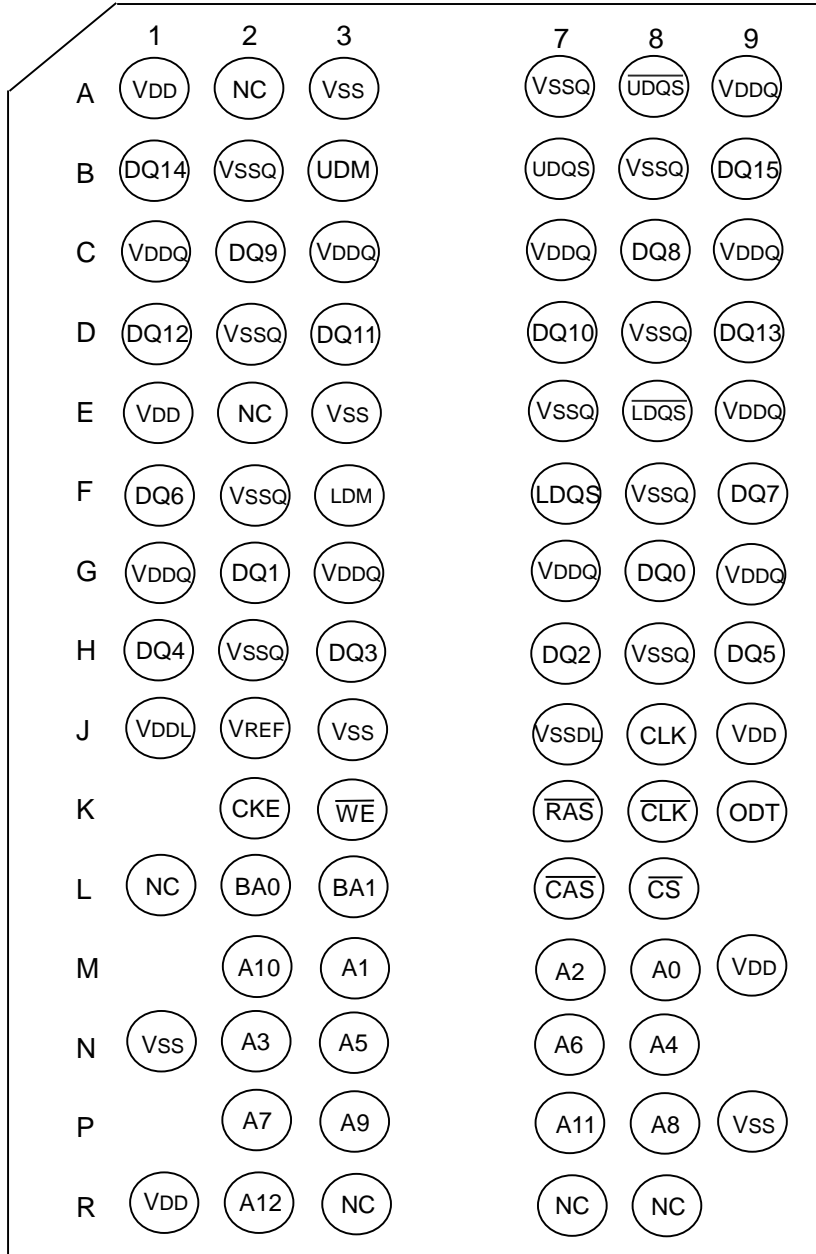 1 2 3 7 8 9
A VDD NC VSS VSSQ UDQS VDDQ
B DQ14 VSSQ UDM UDQS VSSQ DQ15
C VDDQ DQ9 VDDQ VDDQ DQ8 VDDQ
D DQ12 VSSQ DQ11 DQ10 VSSQ DQ13
E VDD NC VSS VSSQ LDQS VDDQ
F DQ6 VSSQ LDM LDQS VSSQ DQ7
G VDDQ DQ1 VDDQ VDDQ DQ0 VDDQ
H DQ4 VSSQ DQ3 DQ2 VSSQ DQ5
J VDDL VREF VSS VSSDL CLK VDD
K CKE WE RAS CLK ODT
L NC BA0 BA1 CAS CS
M A10 A1 A2 A0 VDD
N VSS A3 A5 A6 A4
P A7 A9 A11 A8 VSS
R VDD A12 NC NC NC